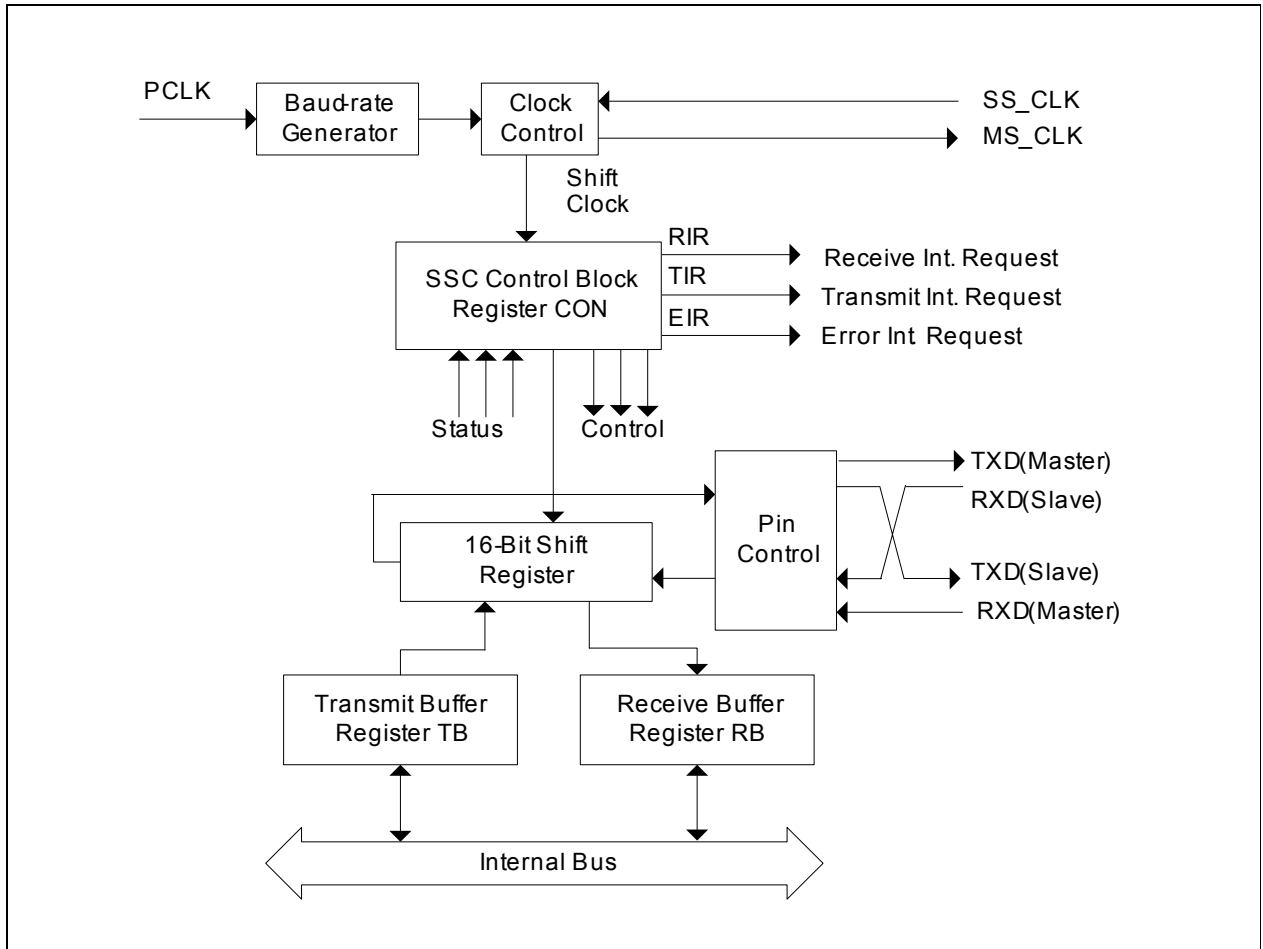 PCLK
Baud-rate
Generator
Clock
Control
SS_CLK
MS_CLK
Shift
Clock
SSC Control Block
Register CON
RIR
TIR
EIR
Receive Int. Request
Transmit Int. Request
Error Int. Request
Status
Control
16-Bit Shift
Register
Pin
Control
TXD(Master)
RXD(Slave)
TXD(Slave)
RXD(Master)
Transmit Buffer
Register TB
Receive Buffer
Register RB
Internal Bus